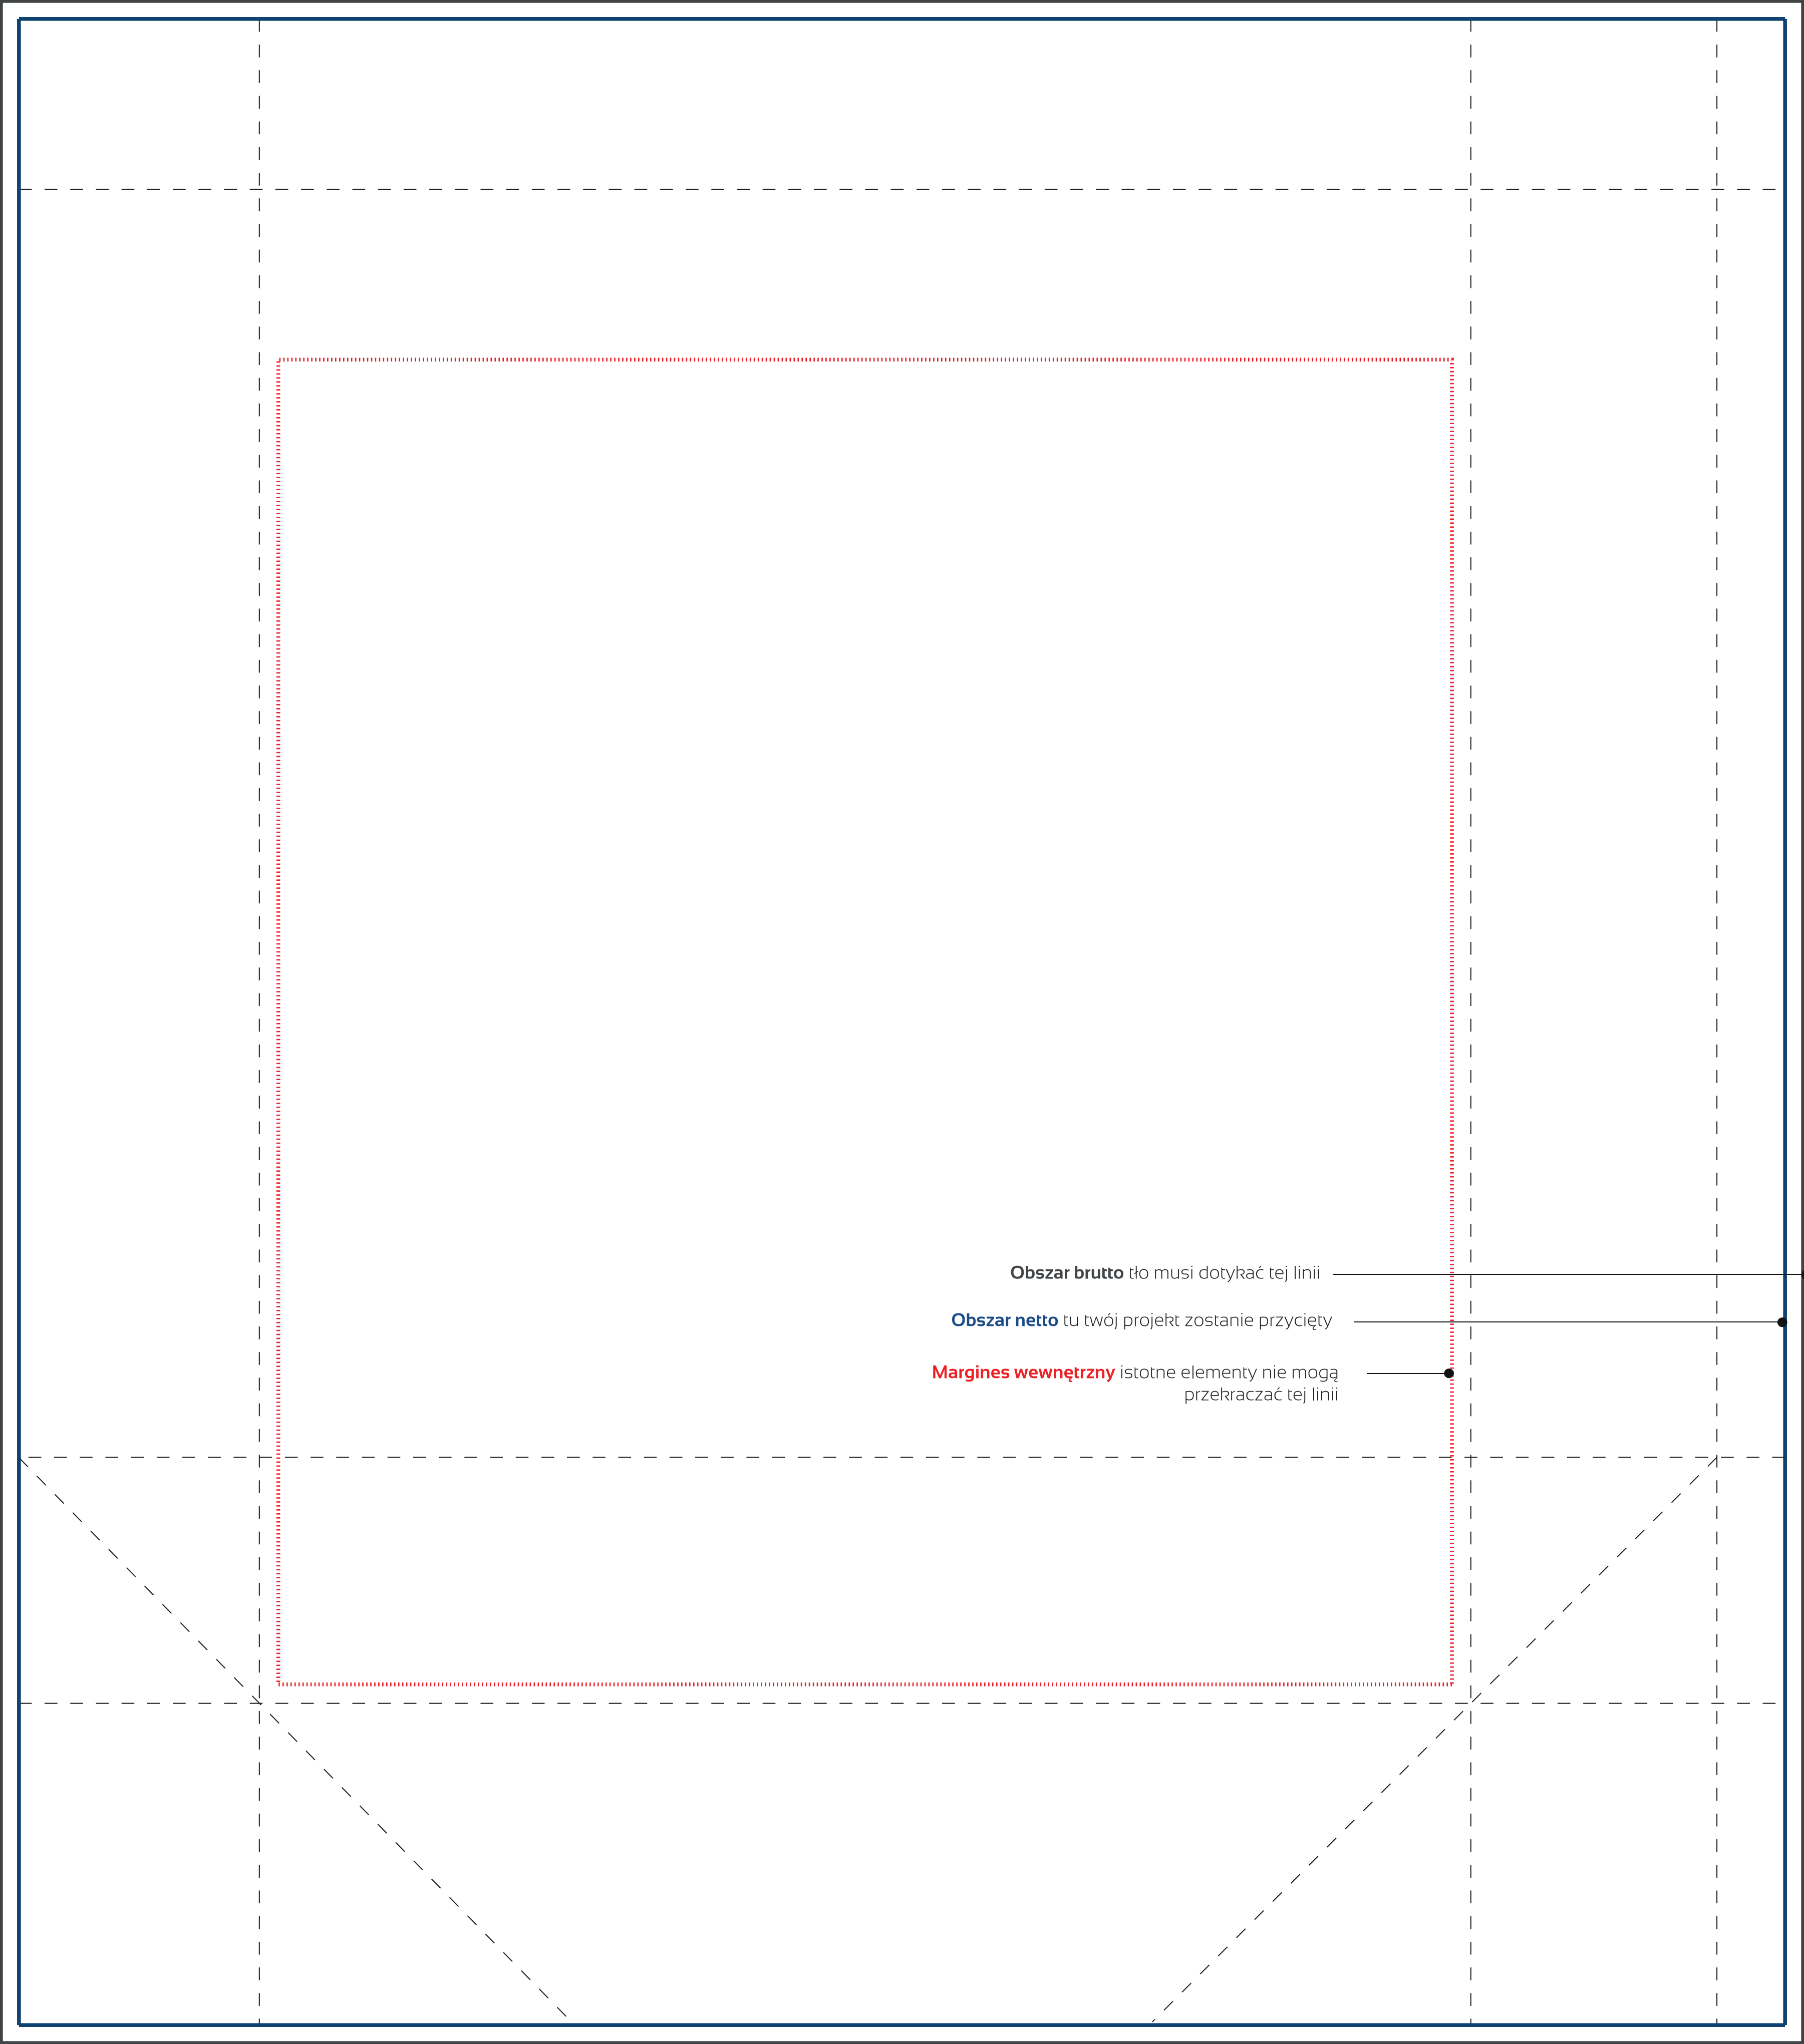 Obszar brutto tło musi dotykać tej linii
Obszar netto tu twój projekt zostanie przycięty
Margines wewnętrzny istotne elementy nie mogą
przekraczać tej linii